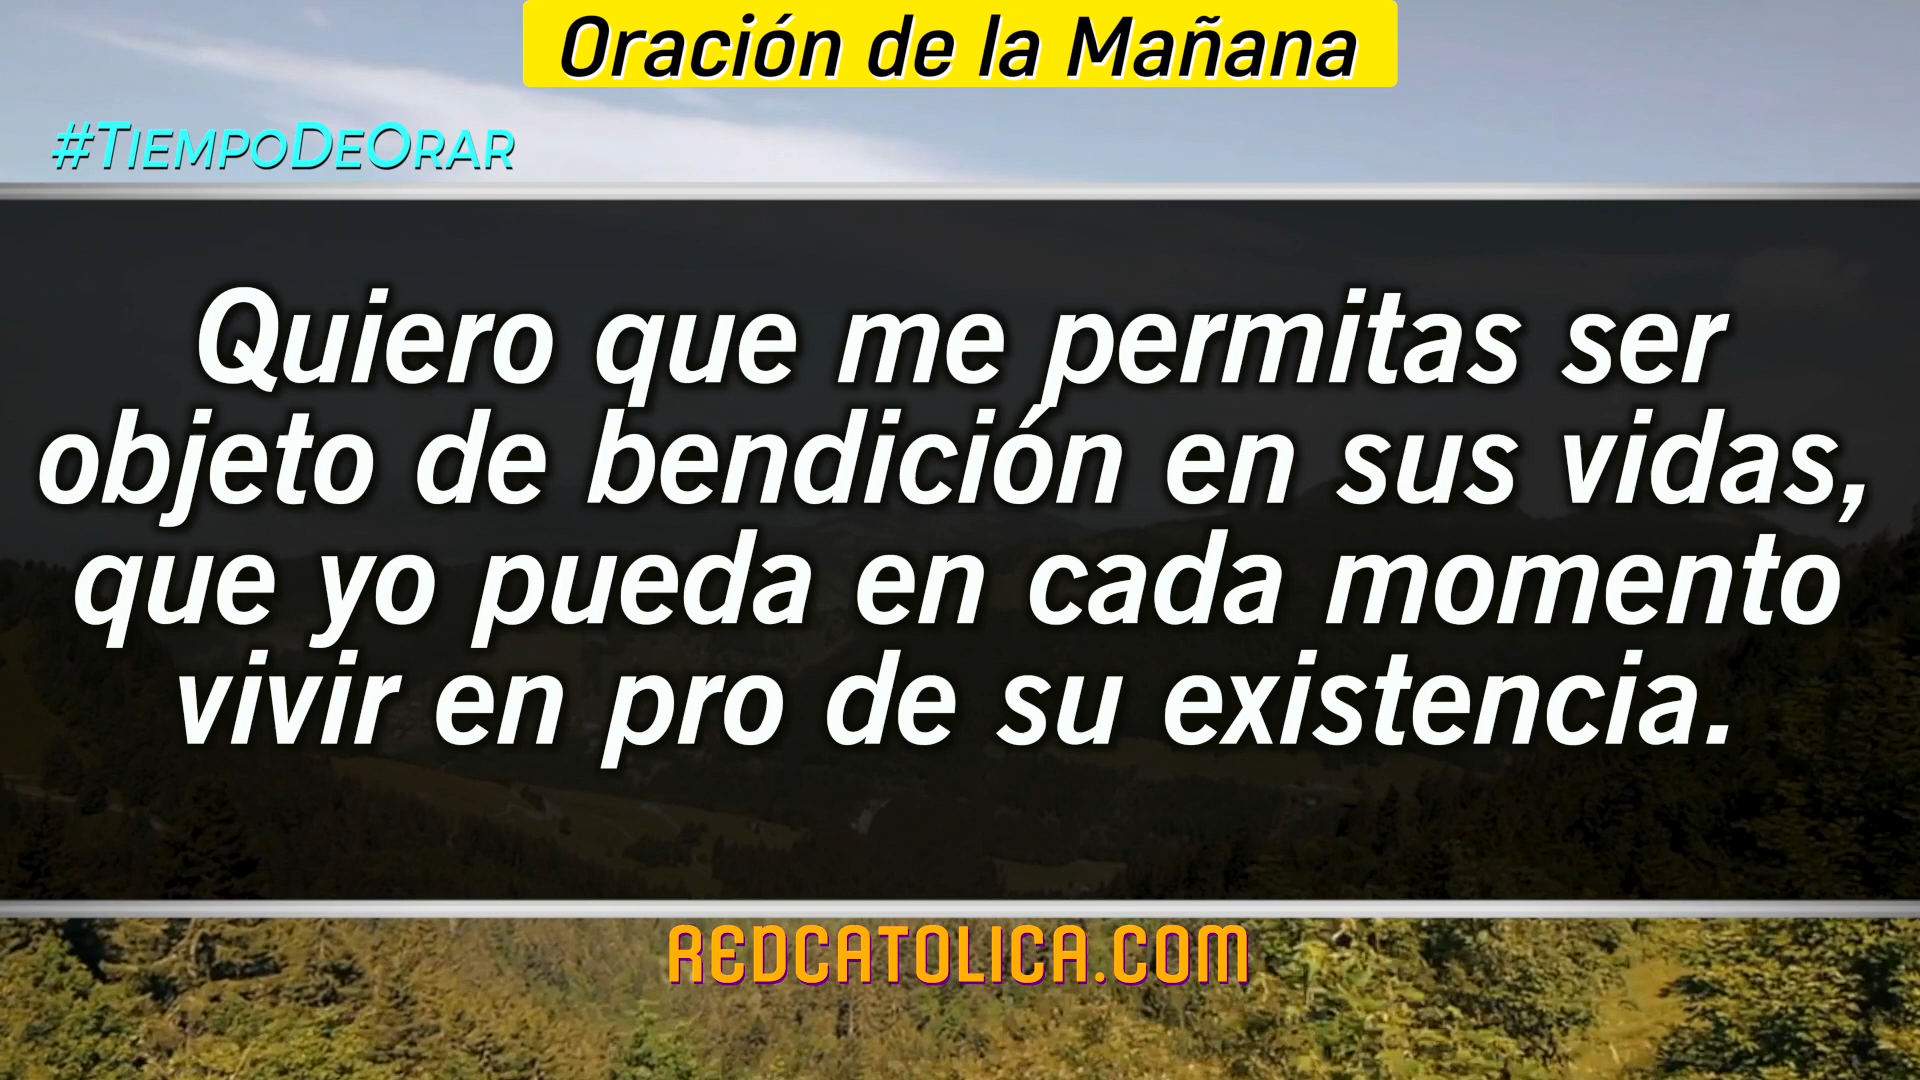 Oración de la Mañana
#TiempoDeOrar
Quiero que me permitas ser
objeto de bendición en sus vidas,
que yo pueda en cada momento
vivir en pro de su existencia.
REDCATOLICA.COM